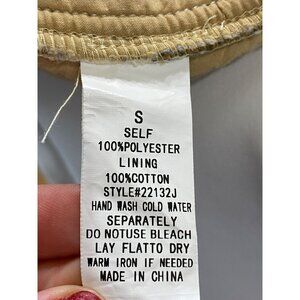 S
SELF
100%POLYESTER
LINING
100%COTTON
STYLE#22132J
HAND WASH COLD WATER
SEPARATELY
DO NOTUSE BLEACH
LAY FLATTO DRY
WARM IRON IF NEEDED
MADE IN CHINA